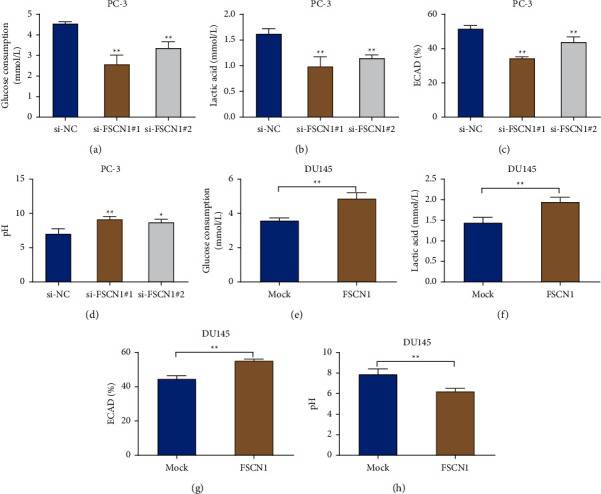 PC-3
Glucose consumption
(mmol/L)
5
4
3
2
1
0
**
**
si-NC si-FSCN1#1 si-FSCN1#2
(a)
PC-3
Lactic acid (mmol/L)
2.0
1.5
1.0
0.5
0.0
**
**
si-NC si-FSCN1#1 si-FSCN1#2
(b)
PC-3
ECAD (%)
60
40
20
0
**
**
si-NC si-FSCN1#1 si-FSCN1#2
(c)
PC-3
pH
15
10
5
0
**
*
si-NC si-FSCN1#1 si-FSCN1#2
(d)
DU145
Glucose consumption
(mmol/L)
6
4
2
0
**
Mock FSCN1
(e)
DU145
Lactic acid (mmol/L)
2.5
2.0
1.5
1.0
0.5
0.0
**
Mock FSCN1
(f)
DU145
ECAD (%)
60
40
20
0
**
Mock FSCN1
(g)
DU145
pH
10
8
6
4
2
0
**
Mock FSCN1
(h)